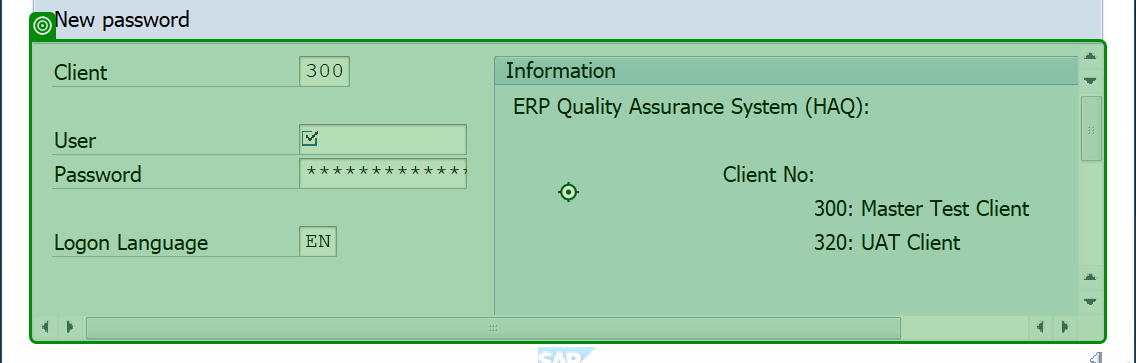 New password
Client 300
Information
ERP Quality Assurance System (HAQ):
User
Password *************
Client No:
300: Master Test Client
Logon Language EN
320: UAT Client
SAP